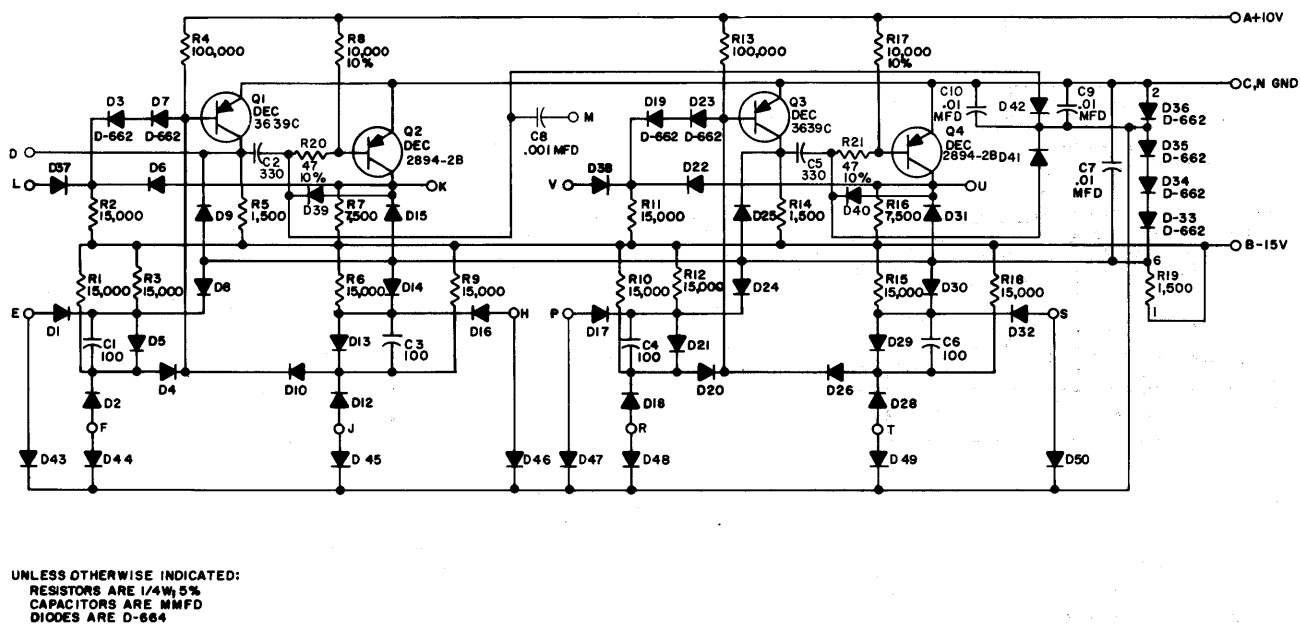 A+10V
R4
100,000
R8
10,000
10%
R13
100,000
R17
10,000
10%
C,N GND
D3
D-662
D7
D-662
Q1
DEC
3639C
Q2
DEC
2894-2B
R20
47
10%
C2
330
C8
.001 MFD
M
D19
D-662
D23
D-662
Q3
DEC
3639C
Q4
DEC
2894-2B
R21
47
10%
C5
330
C10
.01
MFD
D42
C9
.01
MFD
D41
2
D36
D-662
D35
D-662
D34
D-662
D-33
D-662
C7
.01
MFD
D
L
D37
D6
K
V
D38
D22
U
R2
15,000
D9
R5
1,500
D39
R7
7,500
D15
R11
15,000
D25
R14
1,500
D40
R16
7,500
D31
B-15V
R1
15,000
R3
15,000
D8
R6
15,000
D14
R9
15,000
R10
15,000
R12
15,000
D24
R15
15,000
D30
R18
15,000
6
R19
1,500
1
E
D1
C1
100
D5
D13
C3
100
D16
H
P
D17
C4
100
D21
D29
C6
100
D32
S
D4
D10
D20
D26
D2
D12
D18
D28
F
J
R
T
D43
D44
D 45
D46
D47
D48
D49
D50
UNLESS OTHERWISE INDICATED:
RESISTORS ARE 1/4W; 5%
CAPACITORS ARE MMFD
DIODES ARE D-664